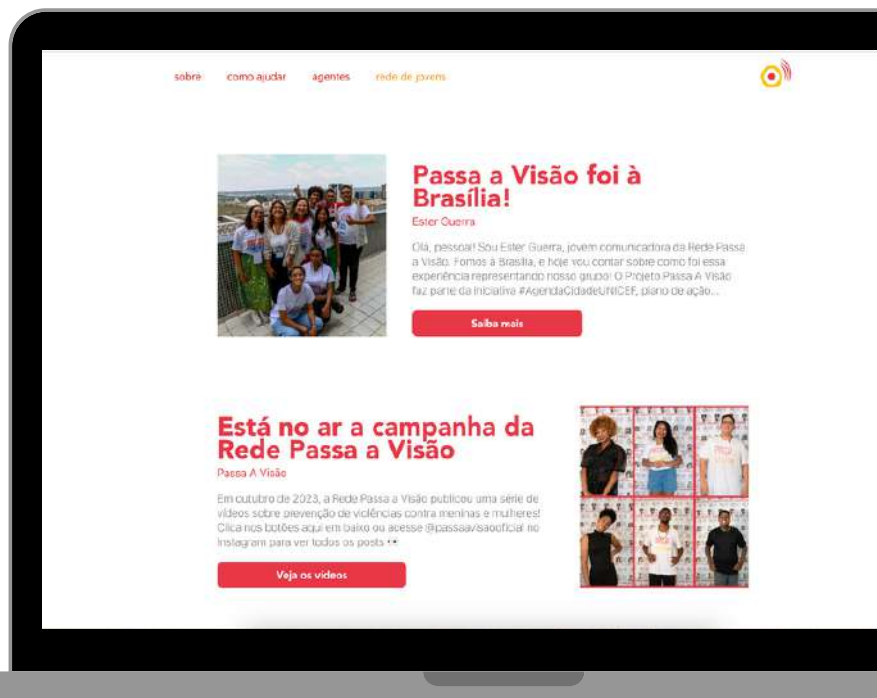 sobre como ajudar agentes rede de jovens
Passa a Visão foi à
Brasília!
Ester Guerra
Olá, pessoal! Sou Ester Guerra, jovem comunicadora da Rede Passa
a Visão. Fomos à Brasília, e hoje vou contar sobre como foi essa
experiência representando nosso grupo! O Projeto Passa A Visão
faz parte da iniciativa #AgendaCidadeUNICEF, plano de ação...
Saiba mais
Está no ar a campanha da
Rede Passa a Visão
Passa A Visão
Em outubro de 2023, a Rede Passa a Visão publicou uma série de
vídeos sobre prevenção de violências contra meninas e mulheres!
Clica nos botões aqui em baixo ou acesse @passaavisaooficial no
Instagram para ver todos os posts 👀
Veja os vídeos